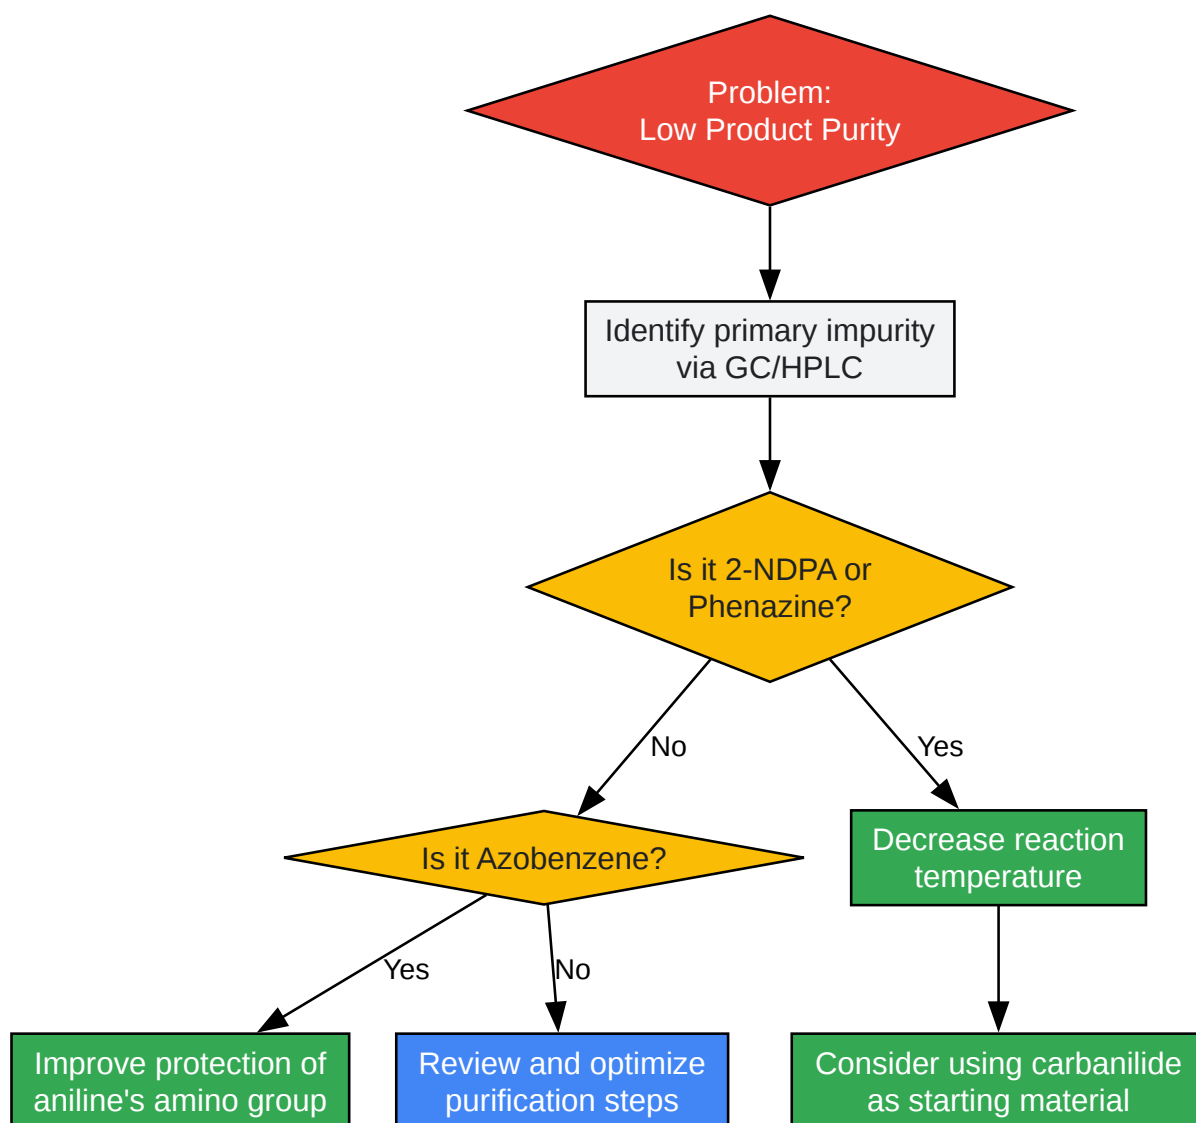 Problem:
Low Product Purity
Identify primary impurity
via GC/HPLC
Is it 2-NDPA or
Phenazine?
No
Yes
Is it Azobenzene?
Decrease reaction
temperature
Yes
No
Improve protection of
aniline's amino group
Review and optimize
purification steps
Consider using carbanilide
as starting material